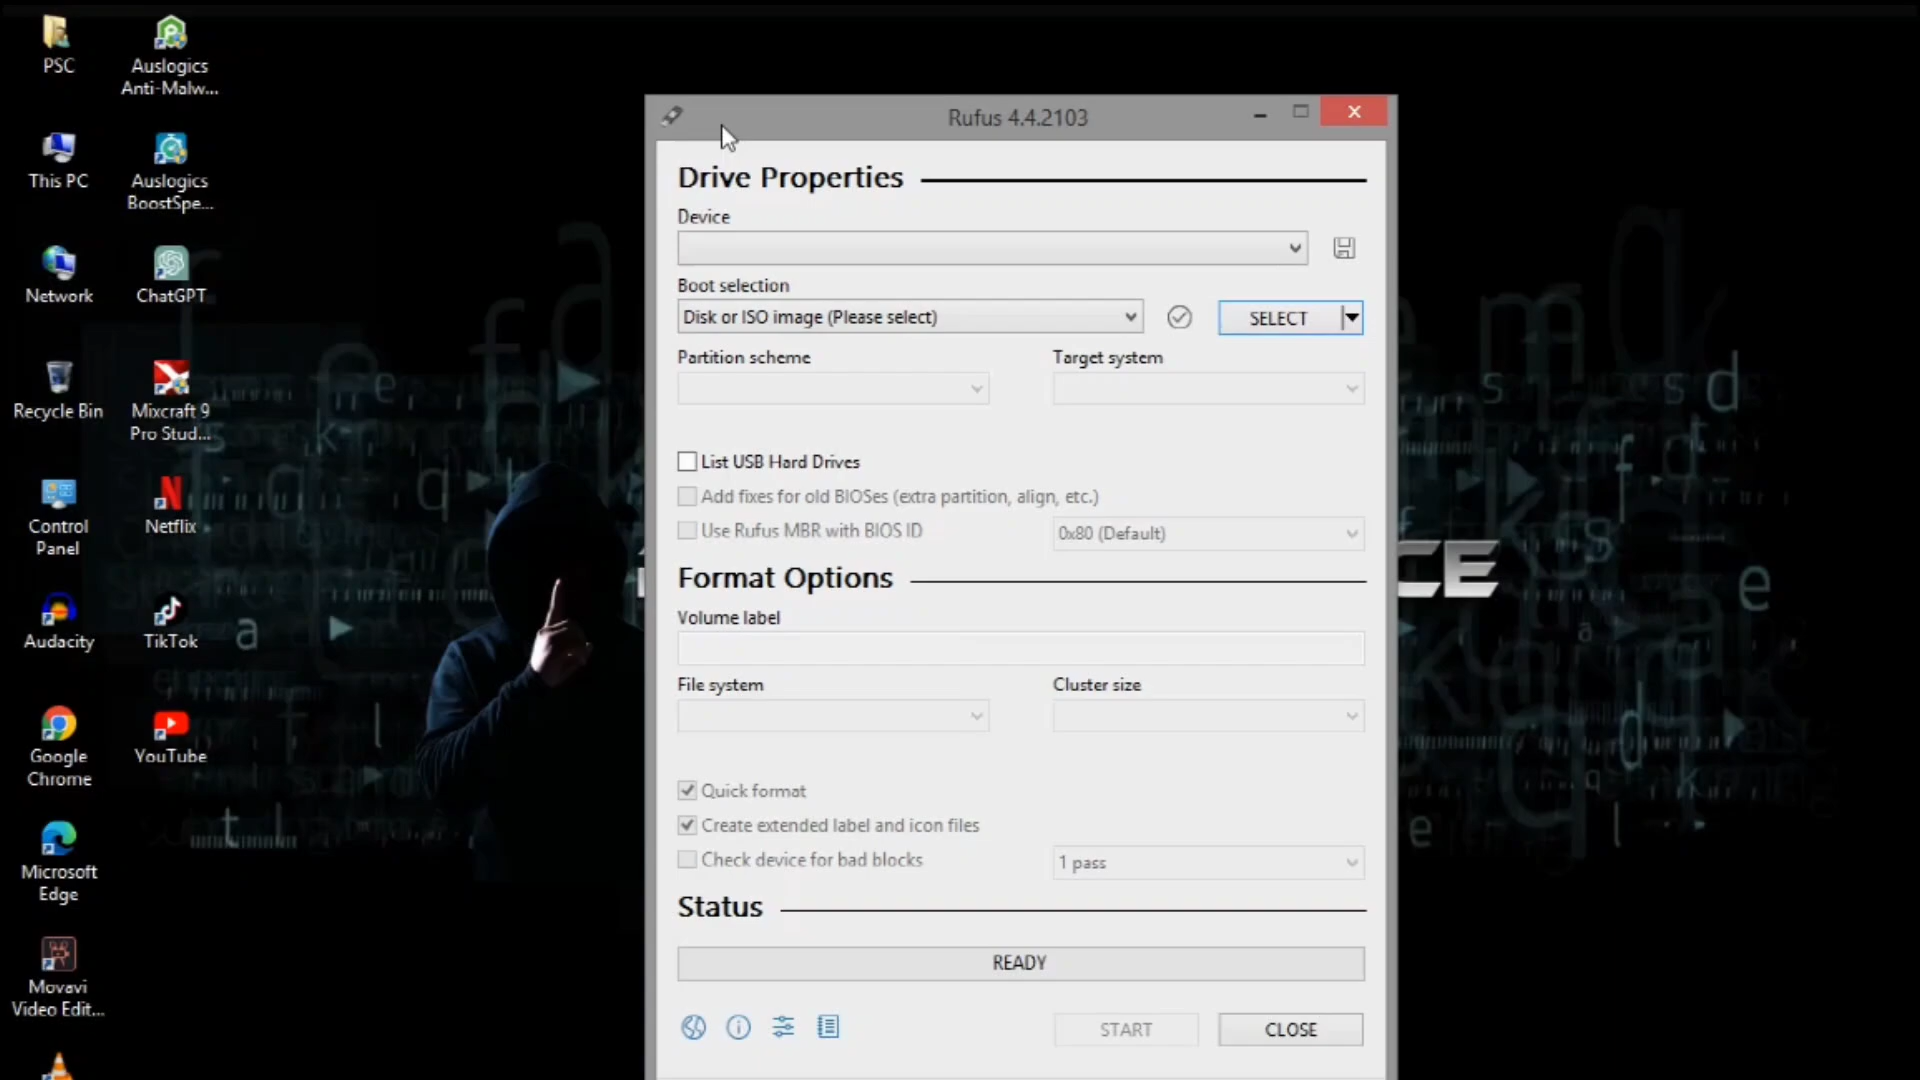 PSC
Auslogics
Anti-Malw...
This PC
Auslogics
BoostSpe...
Network
ChatGPT
Recycle Bin
Mixcraft 9
Pro Stud...
Control
Panel
Netflix
Audacity
TikTok
Google
Chrome
YouTube
Microsoft
Edge
Movavi
Video Edit...
Rufus 4.4.2103
Drive Properties
Device
Boot selection
Disk or ISO image (Please select)
SELECT
Partition scheme
Target system
List USB Hard Drives
Add fixes for old BIOSes (extra partition, align, etc.)
Use Rufus MBR with BIOS ID
0x80 (Default)
Format Options
Volume label
File system
Cluster size
Quick format
Create extended label and icon files
Check device for bad blocks
1 pass
Status
READY
START
CLOSE